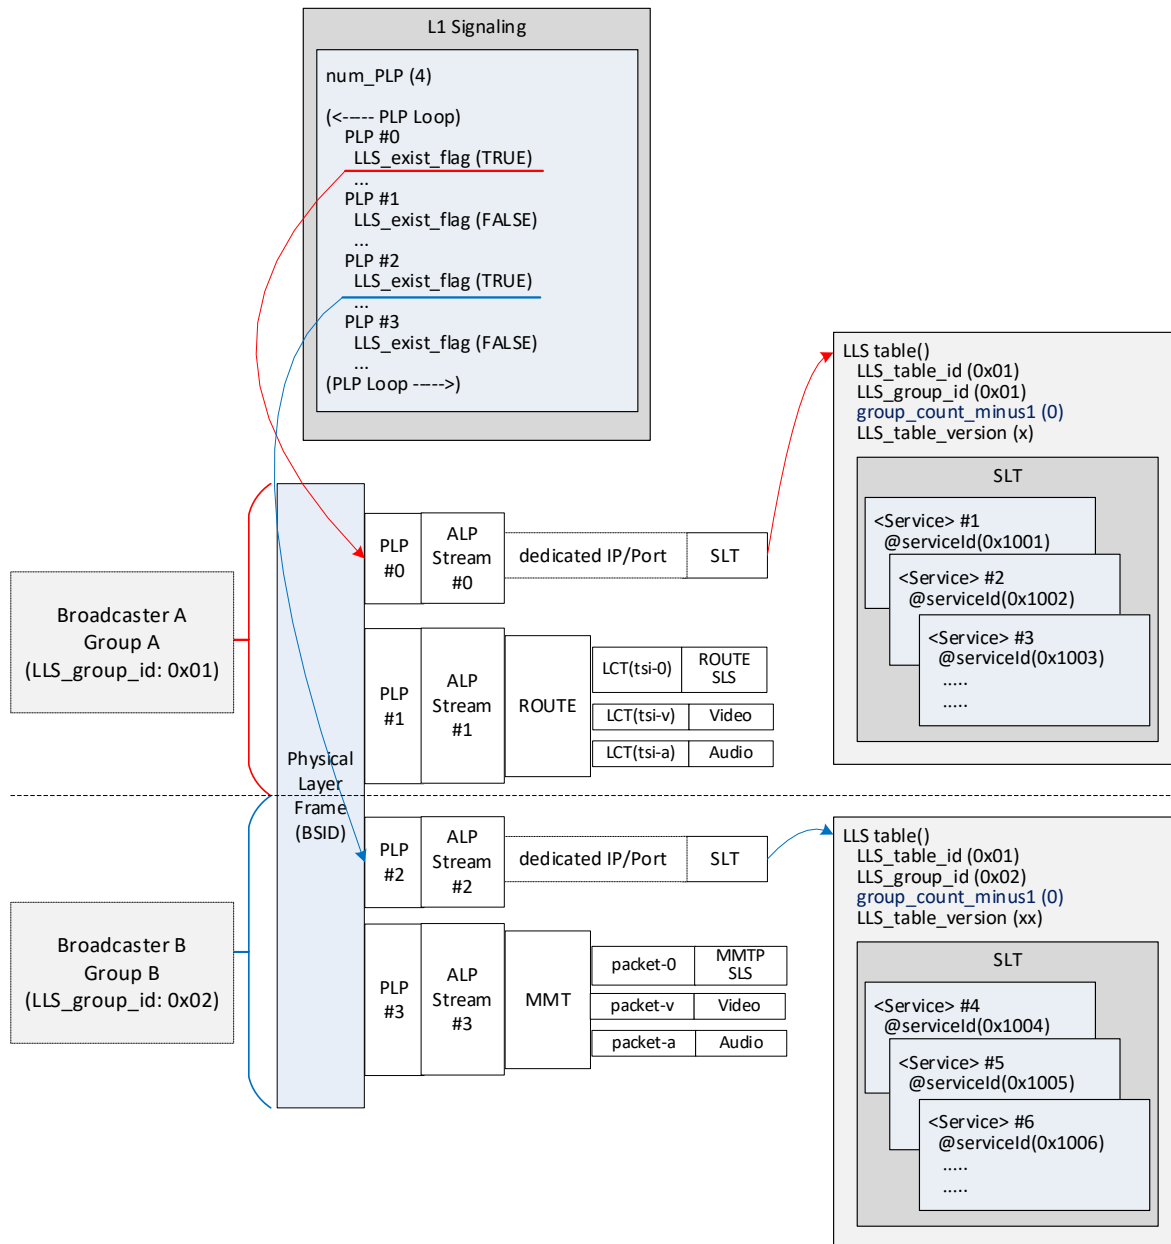 L1 Signaling
num_PLP (4)
(<----- PLP Loop)
PLP #0
LLS_exist_flag (TRUE)
...
PLP #1
LLS_exist_flag (FALSE)
...
PLP #2
LLS_exist_flag (TRUE)
...
PLP #3
LLS_exist_flag (FALSE)
...
(PLP Loop ----->)
LLS table()
LLS_table_id (0x01)
LLS_group_id (0x01)
group_count_minus1 (0)
LLS_table_version (x)
SLT
<Service> #1
@serviceId(0x1001)
<Service> #2
@serviceId(0x1002)
<Service> #3
@serviceId(0x1003)
.....
.....
Broadcaster A
Group A
(LLS_group_id: 0x01)
Physical
Layer
Frame
(BSID)
PLP
#0
ALP
Stream
#0
dedicated IP/Port
SLT
PLP
#1
ALP
Stream
#1
ROUTE
LCT(tsi-0)
ROUTE
SLS
LCT(tsi-v)
Video
LCT(tsi-a)
Audio
Broadcaster B
Group B
(LLS_group_id: 0x02)
PLP
#2
ALP
Stream
#2
dedicated IP/Port
SLT
PLP
#3
ALP
Stream
#3
MMT
packet-0
MMTP
SLS
packet-v
Video
packet-a
Audio
LLS table()
LLS_table_id (0x01)
LLS_group_id (0x02)
group_count_minus1 (0)
LLS_table_version (xx)
SLT
<Service> #4
@serviceId(0x1004)
<Service> #5
@serviceId(0x1005)
<Service> #6
@serviceId(0x1006)
.....
.....